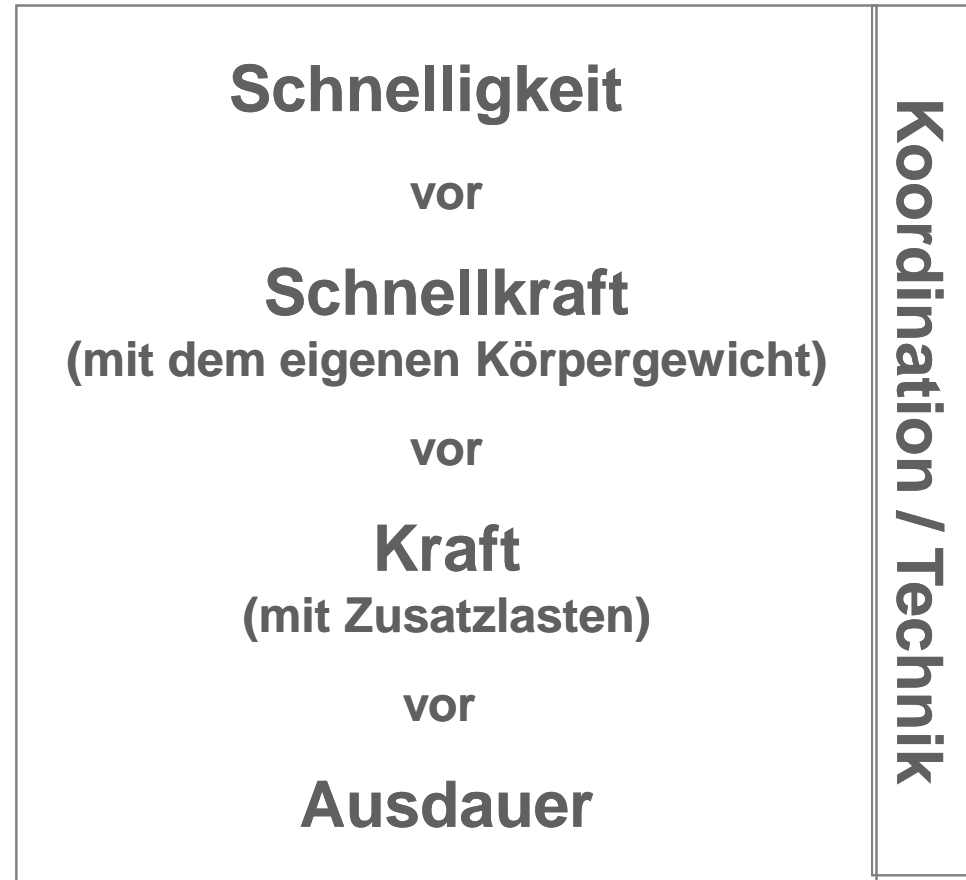 Schnelligkeit
vor
Schnellkraft
(mit dem eigenen Körpergewicht)
vor
Kraft
(mit Zusatzlasten)
vor
Ausdauer
Koordination / Technik